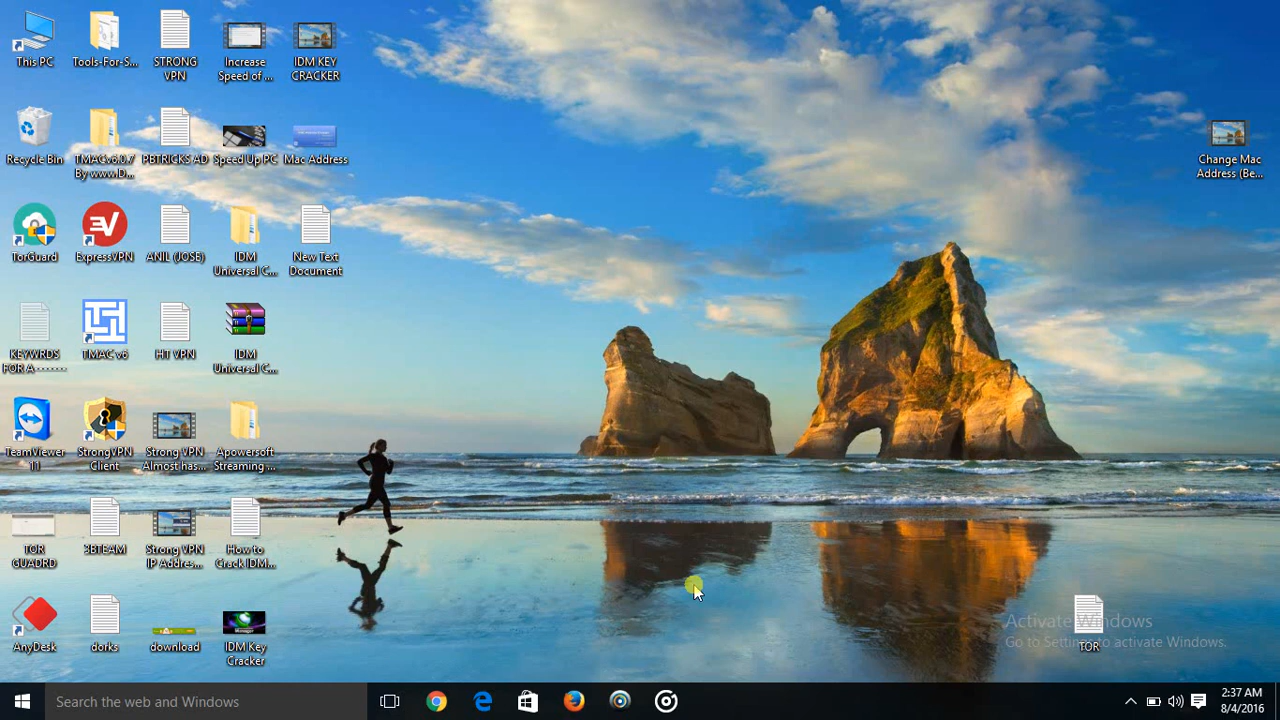 This PC
Tools-For-S...
STRONG
VPN
Increase
Speed of ...
IDM KEY
CRACKER
Recycle Bin
TMACv6.0.7
By www.D...
PBTRICKS AD
Speed Up PC
Mac Address
Change Mac
Address (Be...
TorGuard
ExpressVPN
ANIL (JOSE)
IDM
Universal C...
New Text
Document
KEYWRDS
FOR A-------
TMAC v6
HT VPN
IDM
Universal C...
TeamViewer
11
StrongVPN
Client
Strong VPN
Almost has...
Apowersoft
Streaming ...
TOR
GUADRD
3BTEAM
Strong VPN
IP Addres...
How to
Crack IDM...
AnyDesk
dorks
download
Manager
IDM Key
Cracker
TOR
Activate Windows
Go to Settings to activate Windows.
Search the web and Windows
2:37 AM
8/4/2016